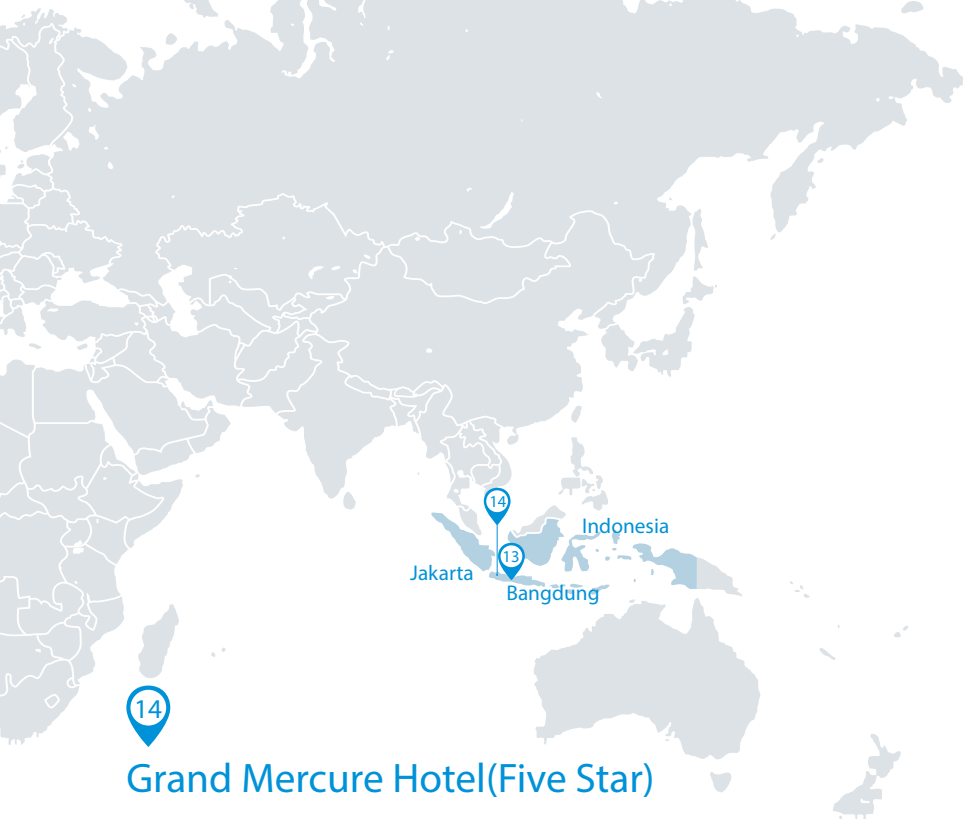 14
Indonesia
13
Jakarta
Bangdung
14
Grand Mercure Hotel(Five Star)